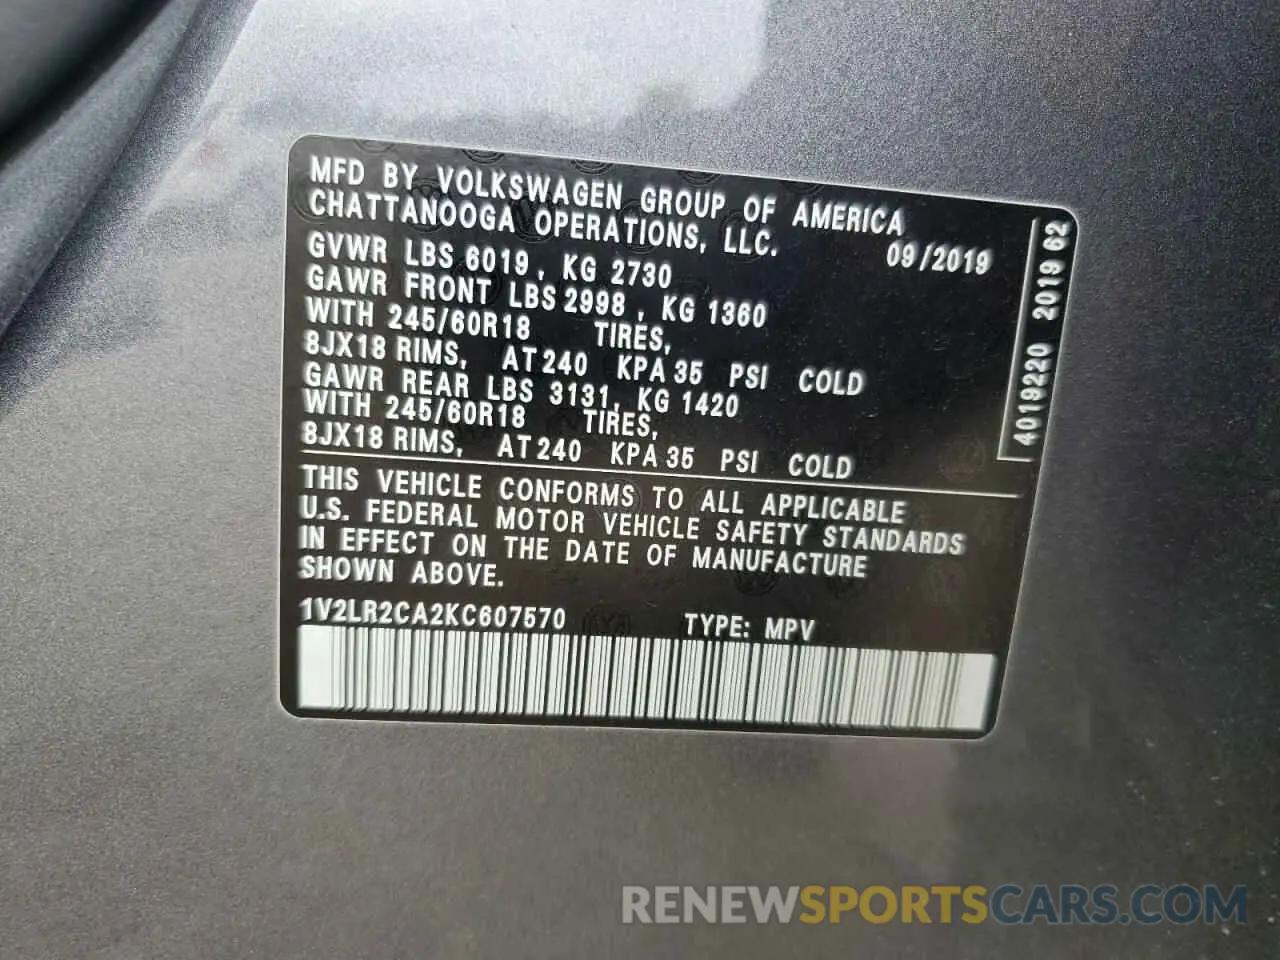 MFD BY VOLKSWAGEN GROUP OF AMERICA
CHATTANOOGA OPERATIONS, LLC.
09/2019
GVWR LBS 6019, KG 2730
GAWR FRONT LBS 2998, KG 1360
WITH 245/60R18 TIRES,
8JX18 RIMS, AT 240 KPA 35 PSI COLD
GAWR REAR LBS 3131, KG 1420
WITH 245/60R18 TIRES,
8JX18 RIMS, AT 240 KPA 35 PSI COLD
THIS VEHICLE CONFORMS TO ALL APPLICABLE
U.S. FEDERAL MOTOR VEHICLE SAFETY STANDARDS
IN EFFECT ON THE DATE OF MANUFACTURE
SHOWN ABOVE.
1V2LR2CA2KC607570 TYPE: MPV
4019220 2019 62
RENEWSPORTSCARS.COM